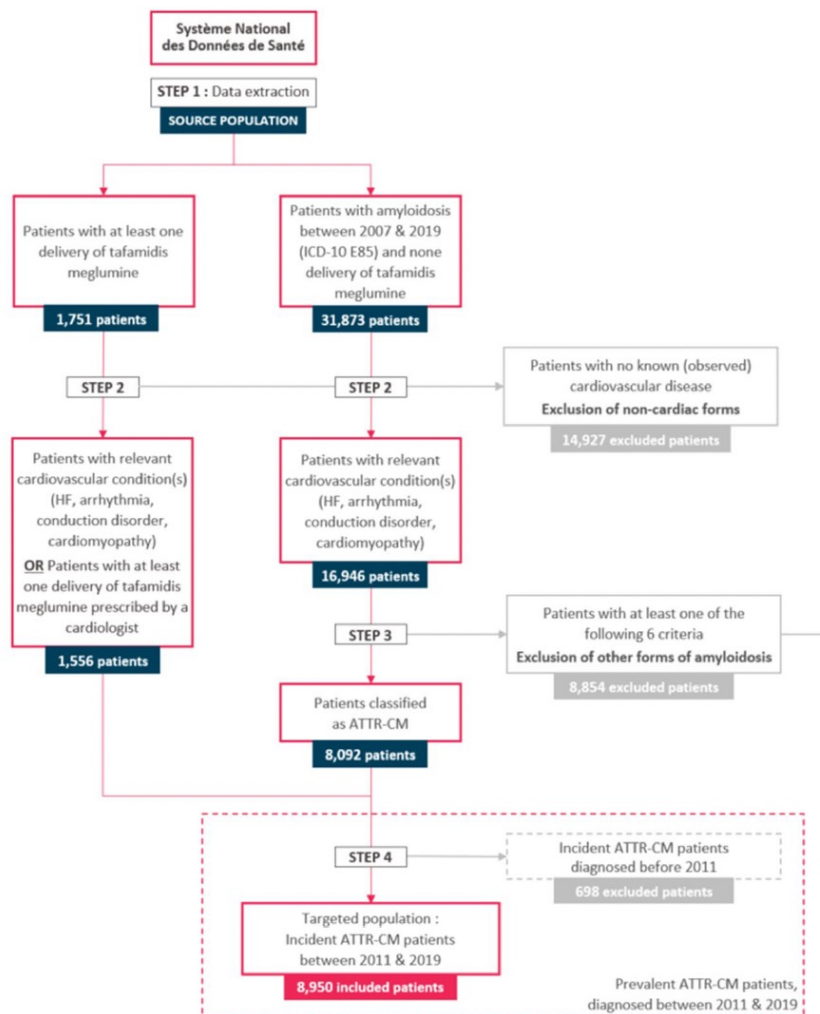 Système National
des Données de Santé
STEP 1 : Data extraction
SOURCE POPULATION
Patients with at least one
delivery of tafamidis
meglumine
1,751 patients
Patients with amyloidosis
between 2007 & 2019
(ICD-10 E85) and none
delivery of tafamidis
meglumine
31,873 patients
STEP 2
STEP 2
Patients with no known (observed)
cardiovascular disease
Exclusion of non-cardiac forms
14,927 excluded patients
Patients with relevant
cardiovascular condition(s)
(HF, arrhythmia,
conduction disorder,
cardiomyopathy)
OR Patients with at least
one delivery of tafamidis
meglumine prescribed by a
cardiologist
1,556 patients
Patients with relevant
cardiovascular condition(s)
(HF, arrhythmia,
conduction disorder,
cardiomyopathy)
16,946 patients
STEP 3
Patients with at least one of the
following 6 criteria
Exclusion of other forms of amyloidosis
8,854 excluded patients
Patients classified
as ATTR-CM
8,092 patients
STEP 4
Incident ATTR-CM patients
diagnosed before 2011
698 excluded patients
Targeted population :
Incident ATTR-CM patients
between 2011 & 2019
8,950 included patients
Prevalent ATTR-CM patients,
diagnosed between 2011 & 2019